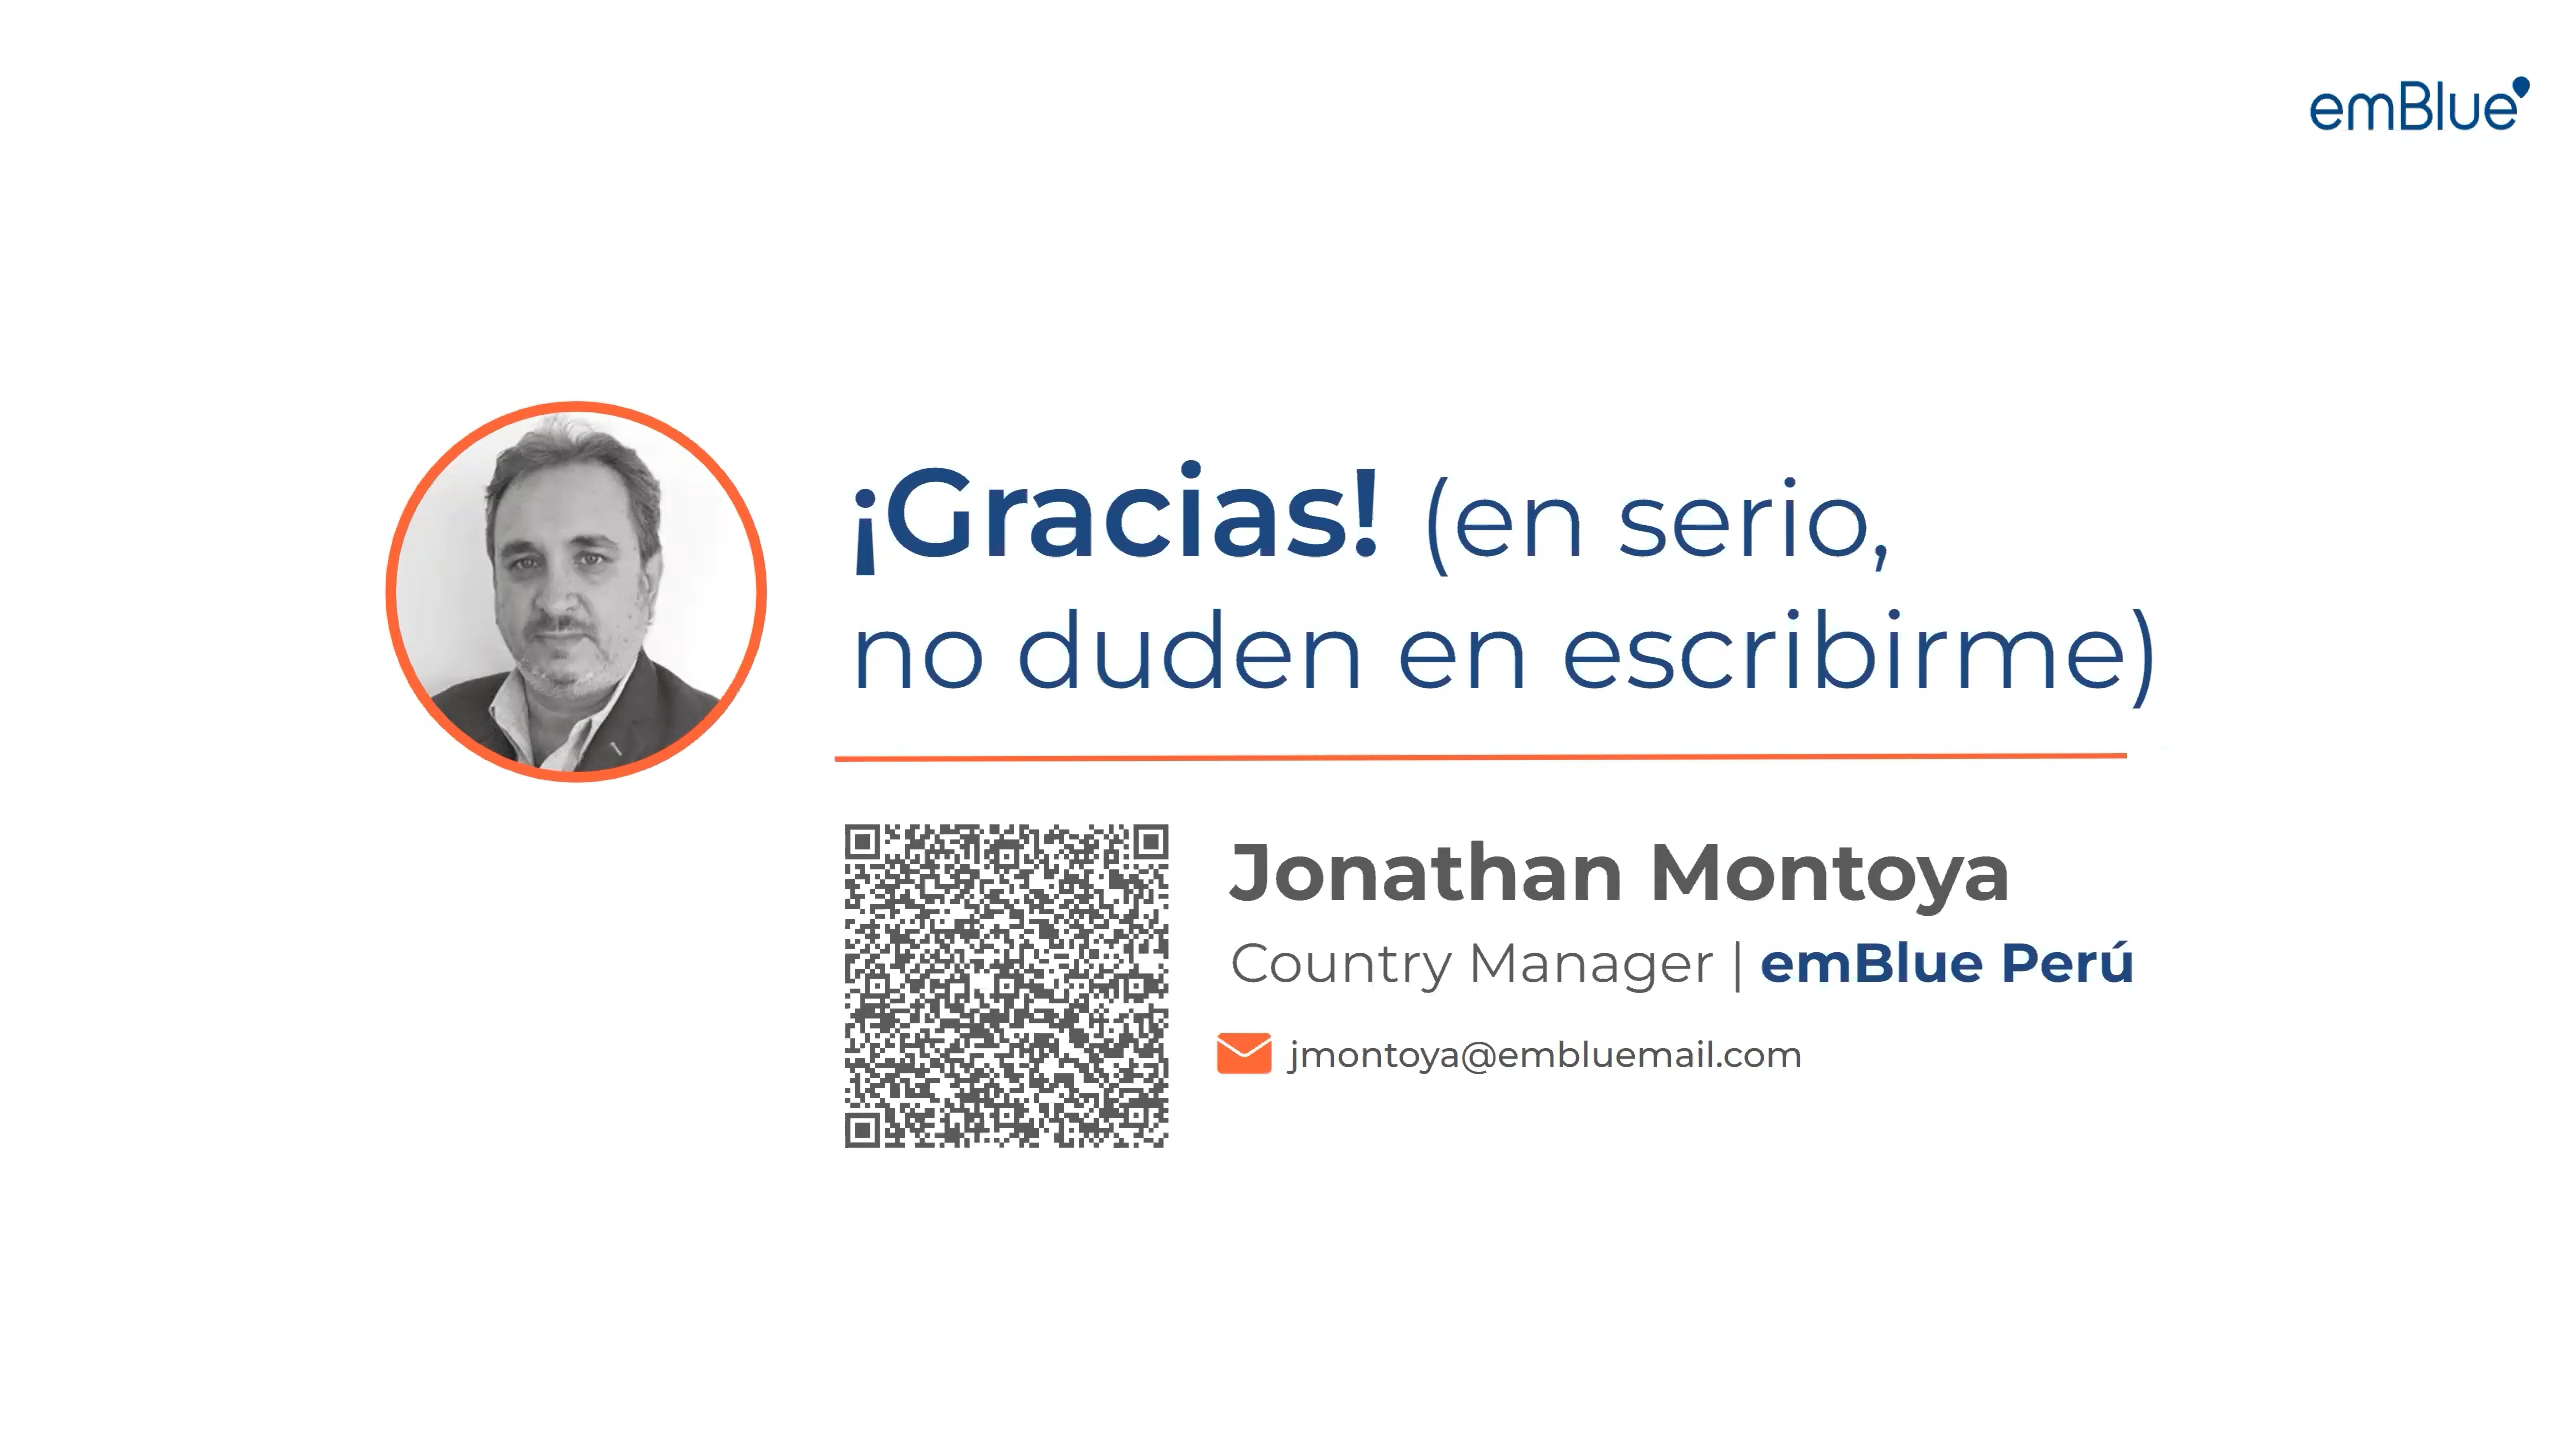 emBlue
¡Gracias! (en serio,
no duden en escribirme)
Jonathan Montoya
Country Manager | emBlue Perú
jmontoya@embluemail.com